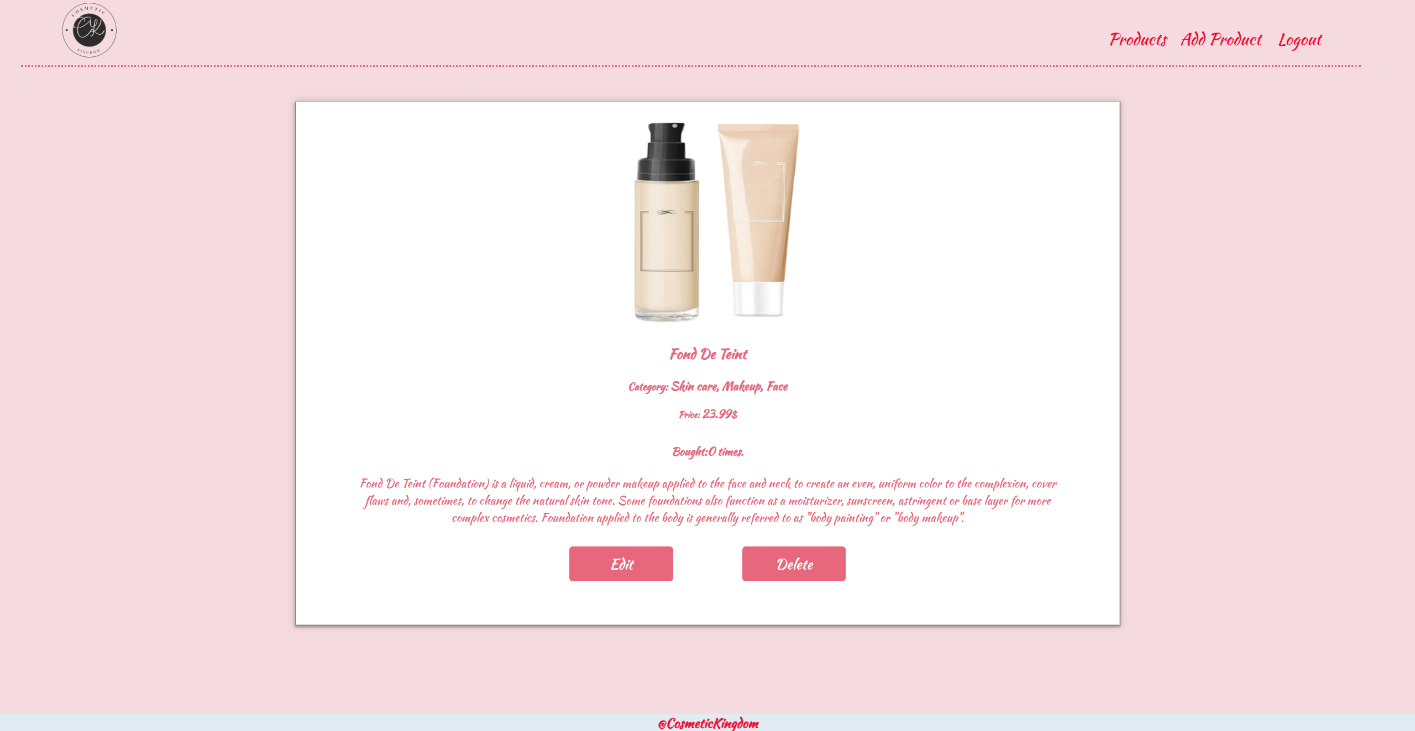 COSMETIC
CK
KINGDOM
Products Add Product Logout
Fond De Teint
Category: Skin care, Makeup, Face
Price: 23.99$
Bought:0 times.
Fond De Teint (Foundation) is a liquid, cream, or powder makeup applied to the face and neck to create an even, uniform color to the complexion, cover
flaws and, sometimes, to change the natural skin tone. Some foundations also function as a moisturizer, sunscreen, astringent or base layer for more
complex cosmetics. Foundation applied to the body is generally referred to as "body painting" or "body makeup".
Edit Delete
@CosmeticKingdom